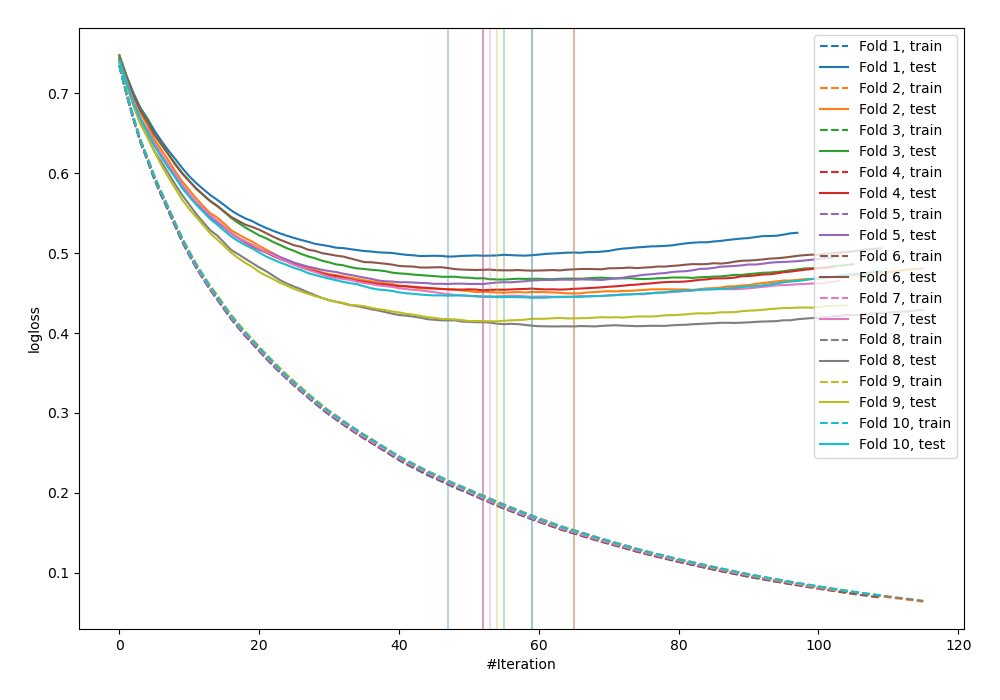 0.7
0.6
0.5
0.4
0.3
0.2
0.1
logloss
0 20 40 60 80 100 120
#Iteration
Fold 1, train
Fold 1, test
Fold 2, train
Fold 2, test
Fold 3, train
Fold 3, test
Fold 4, train
Fold 4, test
Fold 5, train
Fold 5, test
Fold 6, train
Fold 6, test
Fold 7, train
Fold 7, test
Fold 8, train
Fold 8, test
Fold 9, train
Fold 9, test
Fold 10, train
Fold 10, test